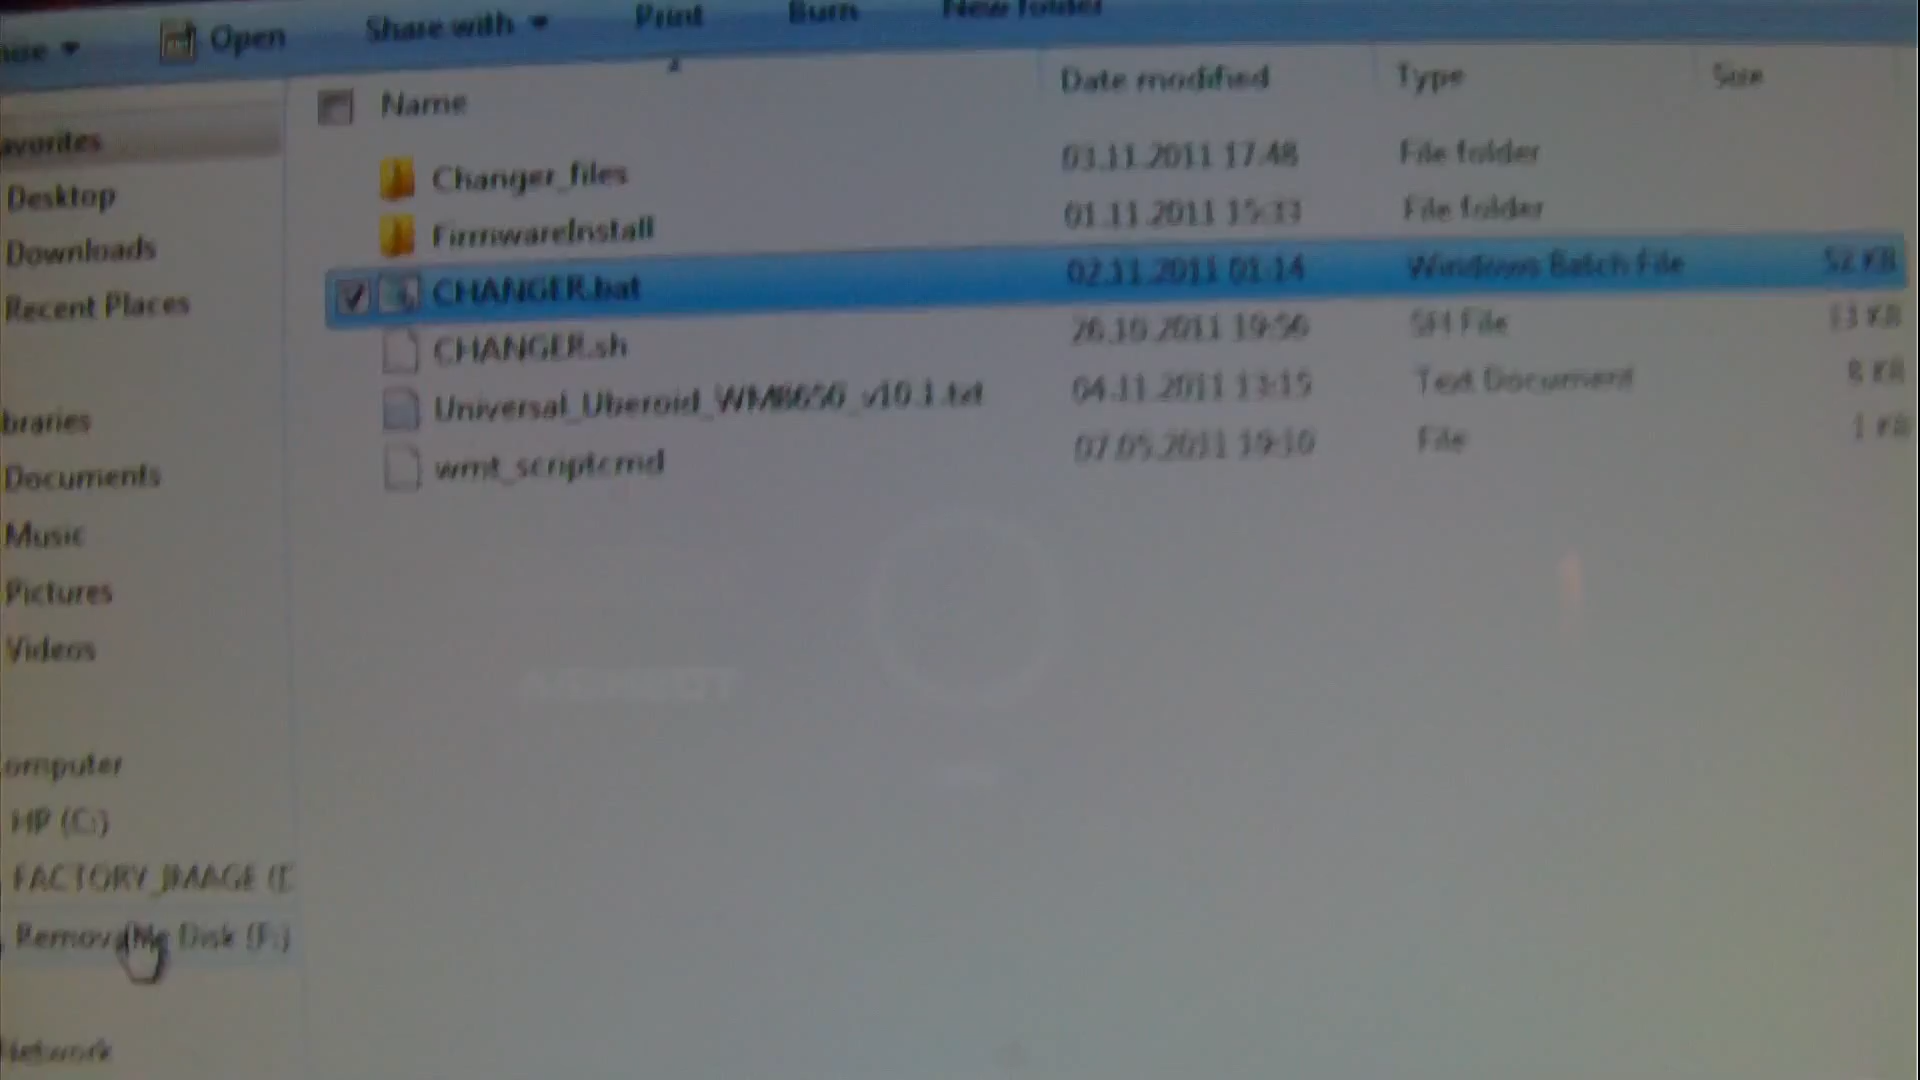 Open Share with Print Burn New folder
Name Date modified Type Size
Changer_files 03.11.2011 17:48 File folder
FirmwareInstall 01.11.2011 15:33 File folder
CHANGER.bat 02.11.2011 01:14 Windows Batch File 52 KB
CHANGER.sh 26.10.2011 19:56 SH File 13 KB
Universal_Uberoid_WM8650_v10.1.txt 04.11.2011 13:15 Text Document 8 KB
wmt_scriptcmd 07.05.2011 19:10 File 1 KB
avorites
Desktop
Downloads
Recent Places
braries
Documents
Music
Pictures
Videos
omputer
HP (C:)
FACTORY_IMAGE (D
Removable Disk (F:)
Network